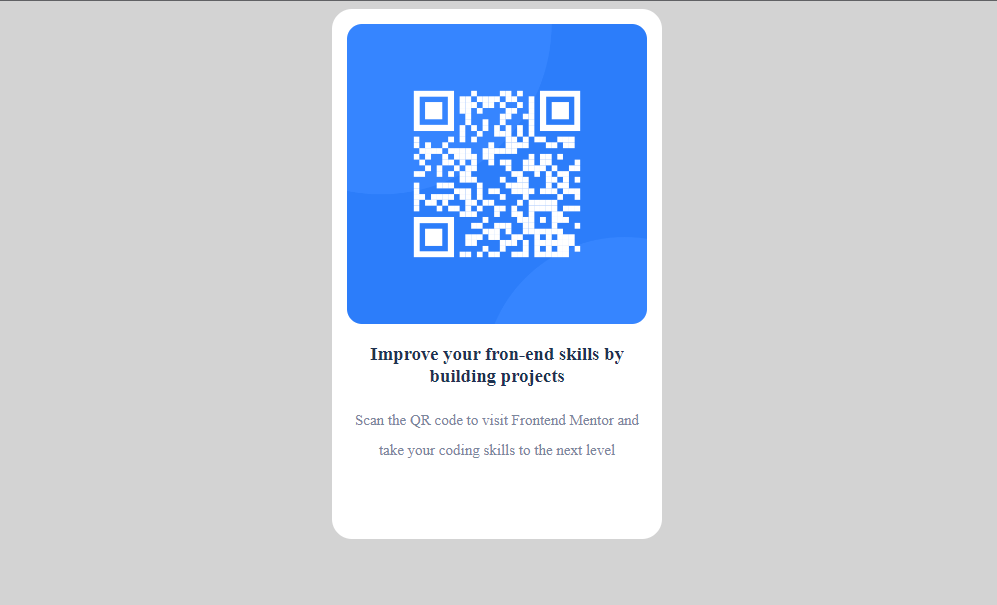 Improve your fron-end skills by
building projects
Scan the QR code to visit Frontend Mentor and
take your coding skills to the next level